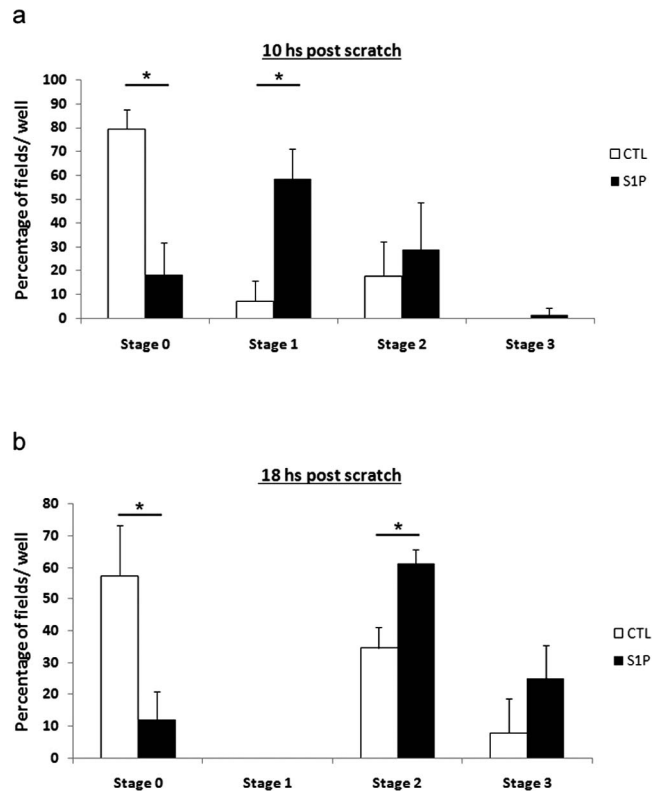 a
10 hs post scratch
Percentage of fields/ well
100
90
80
70
60
50
40
30
20
10
0
*
*
CTL
S1P
Stage 0 Stage 1 Stage 2 Stage 3
b
18 hs post scratch
Percentage of fields/ well
80
70
60
50
40
30
20
10
0
*
*
CTL
S1P
Stage 0 Stage 1 Stage 2 Stage 3